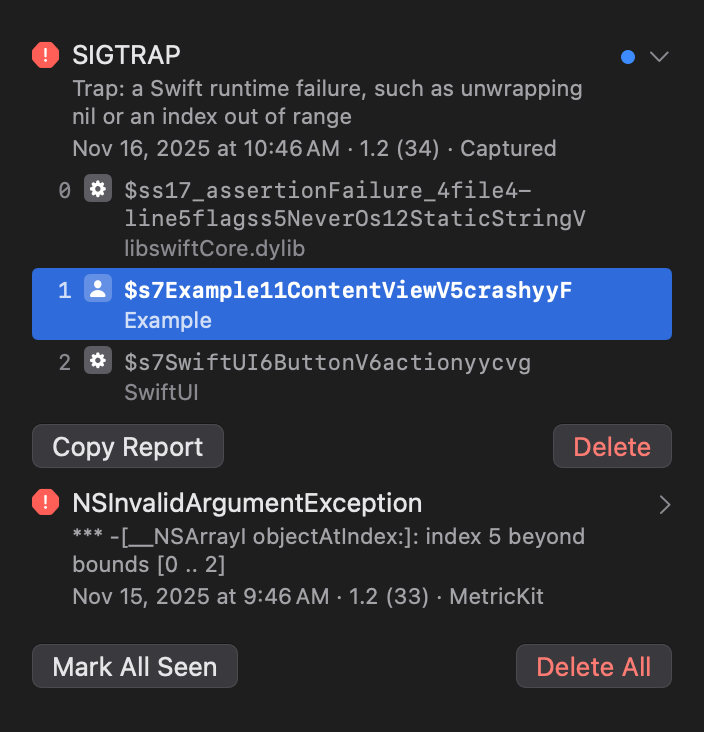 SIGTRAP
Trap: a Swift runtime failure, such as unwrapping
nil or an index out of range
Nov 16, 2025 at 10:46 AM · 1.2 (34) · Captured
0 $ss17_assertionFailure_4file4-
line5flagss5NeverOs12StaticStringV
libswiftCore.dylib
1 $s7Example11ContentViewV5crashyyF
Example
2 $s7SwiftUI6ButtonV6actionyycvg
SwiftUI
Copy Report Delete
NSInvalidArgumentException
*** -[__NSArrayI objectAtIndex:]: index 5 beyond
bounds [0 .. 2]
Nov 15, 2025 at 9:46 AM · 1.2 (33) · MetricKit
Mark All Seen Delete All